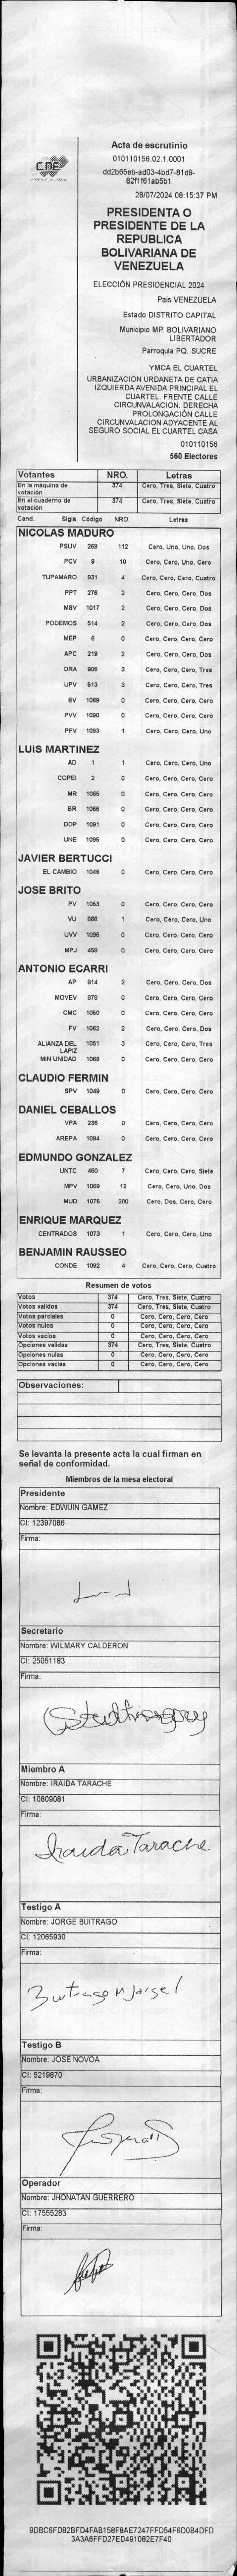 CNE
Acta de escrutinio
010110156.02.1.0001
dd2b65eb-ad03-4bd7-81d9-
82f1f61ab5b1
28/07/2024 08:15:37 PM
PRESIDENTA O
PRESIDENTE DE LA
REPUBLICA
BOLIVARIANA DE
VENEZUELA
ELECCIÓN PRESIDENCIAL 2024
Pais VENEZUELA
Estado DISTRITO CAPITAL
Municipio MP. BOLIVARIANO
LIBERTADOR
Parroquia PQ. SUCRE
YMCA EL CUARTEL
URBANIZACION URDANETA DE CATIA
IZQUIERDA AVENIDA PRINCIPAL EL
CUARTEL. FRENTE CALLE
CIRCUNVALACION. DERECHA
PROLONGACIÓN CALLE
CIRCUNVALACION ADYACENTE AL
SEGURO SOCIAL EL CUARTEL CASA
010110156
560 Electores
Votantes NRO. Letras
En la máquina de votación 374 Cero, Tres, Siete, Cuatro
En el cuaderno de votación 374 Cero, Tres, Siete, Cuatro
Cand. Sigla Código NRO. Letras
NICOLAS MADURO
PSUV 269 112 Cero, Uno, Uno, Dos
PCV 9 10 Cero, Cero, Uno, Cero
TUPAMARO 931 4 Cero, Cero, Cero, Cuatro
PPT 276 2 Cero, Cero, Cero, Dos
MSV 1017 2 Cero, Cero, Cero, Dos
PODEMOS 514 2 Cero, Cero, Cero, Dos
MEP 6 0 Cero, Cero, Cero, Cero
APC 219 2 Cero, Cero, Cero, Dos
ORA 906 3 Cero, Cero, Cero, Tres
UPV 513 3 Cero, Cero, Cero, Tres
EV 1089 0 Cero, Cero, Cero, Cero
PVV 1090 0 Cero, Cero, Cero, Cero
PFV 1093 1 Cero, Cero, Cero, Uno
LUIS MARTINEZ
AD 1 1 Cero, Cero, Cero, Uno
COPEI 2 0 Cero, Cero, Cero, Cero
MR 1065 0 Cero, Cero, Cero, Cero
BR 1066 0 Cero, Cero, Cero, Cero
DDP 1091 0 Cero, Cero, Cero, Cero
UNE 1095 0 Cero, Cero, Cero, Cero
JAVIER BERTUCCI
EL CAMBIO 1048 0 Cero, Cero, Cero, Cero
JOSE BRITO
PV 1053 0 Cero, Cero, Cero, Cero
VU 868 1 Cero, Cero, Cero, Uno
UVV 1096 0 Cero, Cero, Cero, Cero
MPJ 458 0 Cero, Cero, Cero, Cero
ANTONIO ECARRI
AP 814 2 Cero, Cero, Cero, Dos
MOVEV 878 0 Cero, Cero, Cero, Cero
CMC 1050 0 Cero, Cero, Cero, Cero
FV 1062 2 Cero, Cero, Cero, Dos
ALIANZA DEL LAPIZ 1051 3 Cero, Cero, Cero, Tres
MIN UNIDAD 1068 0 Cero, Cero, Cero, Cero
CLAUDIO FERMIN
SPV 1049 0 Cero, Cero, Cero, Cero
DANIEL CEBALLOS
VPA 236 0 Cero, Cero, Cero, Cero
AREPA 1094 0 Cero, Cero, Cero, Cero
EDMUNDO GONZALEZ
UNTC 460 7 Cero, Cero, Cero, Siete
MPV 1069 12 Cero, Cero, Uno, Dos
MUD 1075 200 Cero, Dos, Cero, Cero
ENRIQUE MARQUEZ
CENTRADOS 1073 1 Cero, Cero, Cero, Uno
BENJAMIN RAUSSEO
CONDE 1092 4 Cero, Cero, Cero, Cuatro
Resumen de votos
Votos 374 Cero, Tres, Siete, Cuatro
Votos validos 374 Cero, Tres, Siete, Cuatro
Votos parciales 0 Cero, Cero, Cero, Cero
Votos nulos 0 Cero, Cero, Cero, Cero
Votos vacios 0 Cero, Cero, Cero, Cero
Opciones validas 374 Cero, Tres, Siete, Cuatro
Opciones nulas 0 Cero, Cero, Cero, Cero
Opciones vacias 0 Cero, Cero, Cero, Cero
Observaciones:
Se levanta la presente acta la cual firman en
señal de conformidad.
Miembros de la mesa electoral
Presidente
Nombre: EDWUIN GAMEZ
CI: 12397086
Firma:
Secretario
Nombre: WILMARY CALDERON
CI: 25051183
Firma:
Miembro A
Nombre: IRAIDA TARACHE
CI: 10809081
Firma:
Iraida Tarache
Testigo A
Nombre: JORGE BUITRAGO
CI: 12065930
Firma:
Testigo B
Nombre: JOSE NOVOA
CI: 5219870
Firma:
Operador
Nombre: JHONATAN GUERRERO
CI: 17555283
Firma:
9DBC6FD82BFD4FAB158FBAE7247FFD54F6D0B4DFD
3A3A6FFD27ED491082E7F40